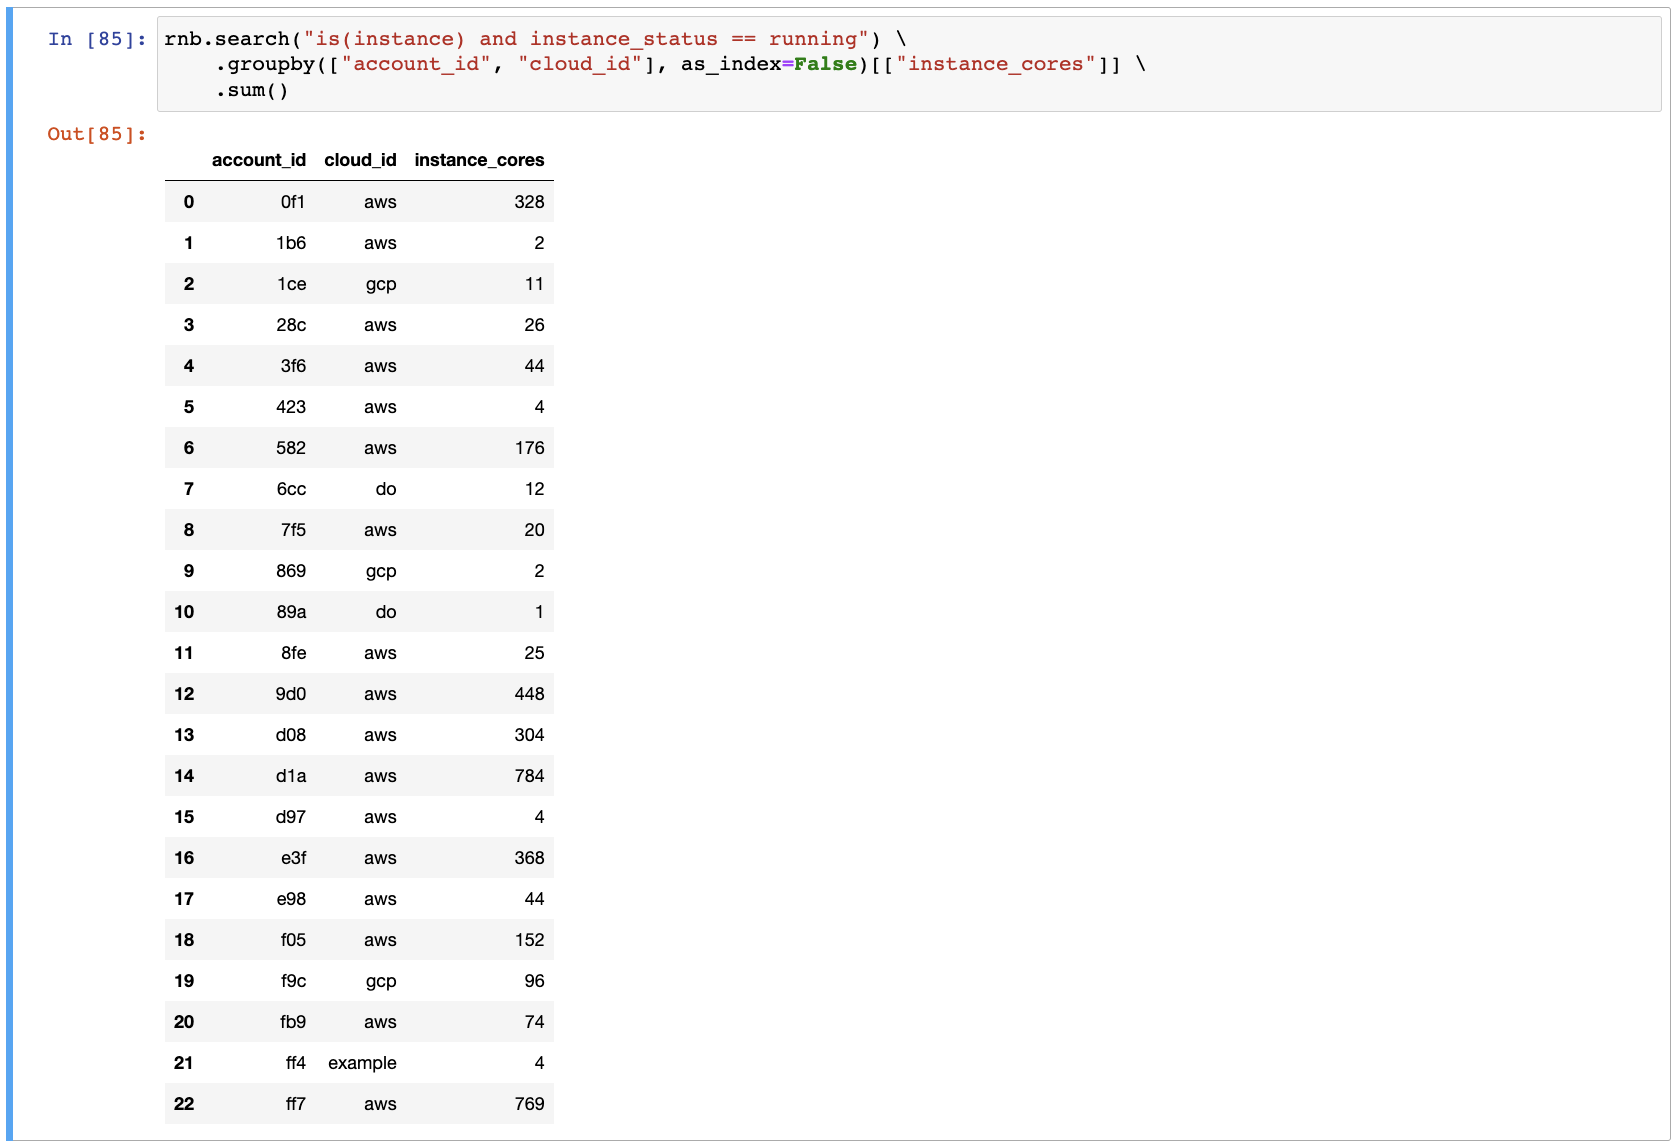 In [85]: rnb.search("is(instance) and instance_status == running") \
.groupby(["account_id", "cloud_id"], as_index=False)[["instance_cores"]] \
.sum()
Out[85]:
account_id cloud_id instance_cores
0 0f1 aws 328
1 1b6 aws 2
2 1ce gcp 11
3 28c aws 26
4 3f6 aws 44
5 423 aws 4
6 582 aws 176
7 6cc do 12
8 7f5 aws 20
9 869 gcp 2
10 89a do 1
11 8fe aws 25
12 9d0 aws 448
13 d08 aws 304
14 d1a aws 784
15 d97 aws 4
16 e3f aws 368
17 e98 aws 44
18 f05 aws 152
19 f9c gcp 96
20 fb9 aws 74
21 ff4 example 4
22 ff7 aws 769